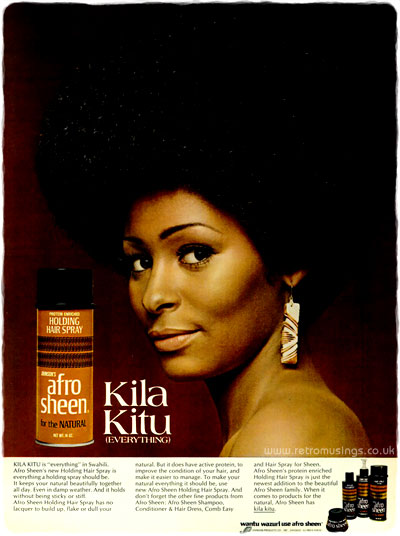 PROTEIN ENRICHED
HOLDING
HAIR SPRAY
JOHNSON'S
afro
sheen
for the NATURAL
NET WT. 14 OZ.
Kila
Kitu
(EVERYTHING)
www.retromusings.co.uk
KILA KITU is "everything" in Swahili.
Afro Sheen's new Holding Hair Spray is
everything a holding spray should be.
It keeps your natural beautifully together
all day. Even in damp weather. And it holds
without being sticky or stiff.
Afro Sheen Holding Hair Spray has no
lacquer to build up, flake or dull your
natural. But it does have active protein, to
improve the condition of your hair, and
make it easier to manage. To make your
natural everything it should be, use
new Afro Sheen Holding Hair Spray. And
don't forget the other fine products from
Afro Sheen: Afro Sheen Shampoo,
Conditioner & Hair Dress, Comb Easy
and Hair Spray for Sheen.
Afro Sheen's protein enriched
Holding Hair Spray is just the
newest addition to the beautiful
Afro Sheen family. When it
comes to products for the
natural, Afro Sheen has
kila kitu.
wantu wazuri use afro sheen